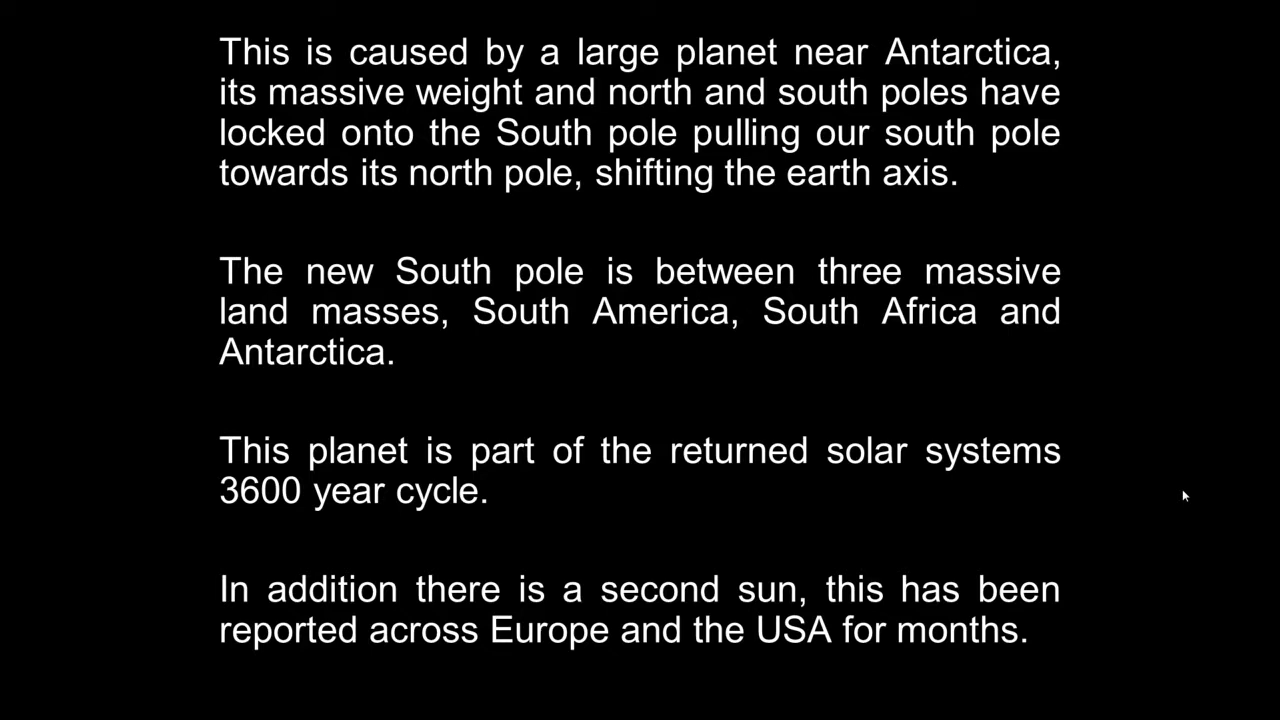 This is caused by a large planet near Antarctica,
its massive weight and north and south poles have
locked onto the South pole pulling our south pole
towards its north pole, shifting the earth axis.
The new South pole is between three massive
land masses, South America, South Africa and
Antarctica.
This planet is part of the returned solar systems
3600 year cycle.
In addition there is a second sun, this has been
reported across Europe and the USA for months.